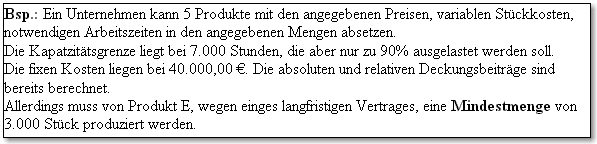 Bsp.: Ein Unternehmen kann 5 Produkte mit den angegebenen Preisen, variablen Stückkosten,
notwendigen Arbeitszeiten in den angegebenen Mengen absetzen.
Die Kapatzitätsgrenze liegt bei 7.000 Stunden, die aber nur zu 90% ausgelastet werden soll.
Die fixen Kosten liegen bei 40.000,00 €. Die absoluten und relativen Deckungsbeiträge sind
bereits berechnet.
Allerdings muss von Produkt E, wegen einges langfristigen Vertrages, eine Mindestmenge von
3.000 Stück produziert werden.